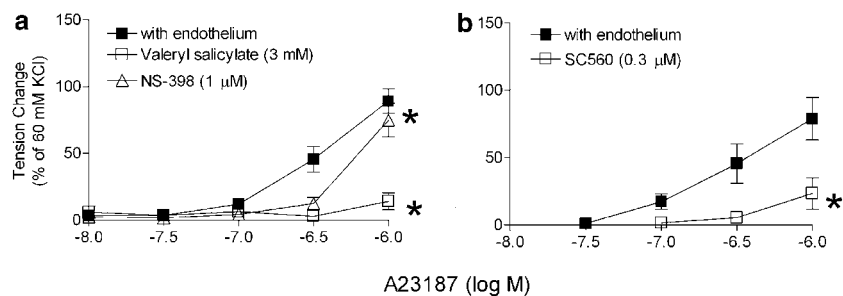 a
150
with endothelium
Valeryl salicylate (3 mM)
NS-398 (1 μM)
100
50
0
Tension Change
(% of 60 mM KCl)
*
*
-8.0 -7.5 -7.0 -6.5 -6.0
b
150
with endothelium
SC560 (0.3 μM)
100
50
0
*
-8.0 -7.5 -7.0 -6.5 -6.0
A23187 (log M)